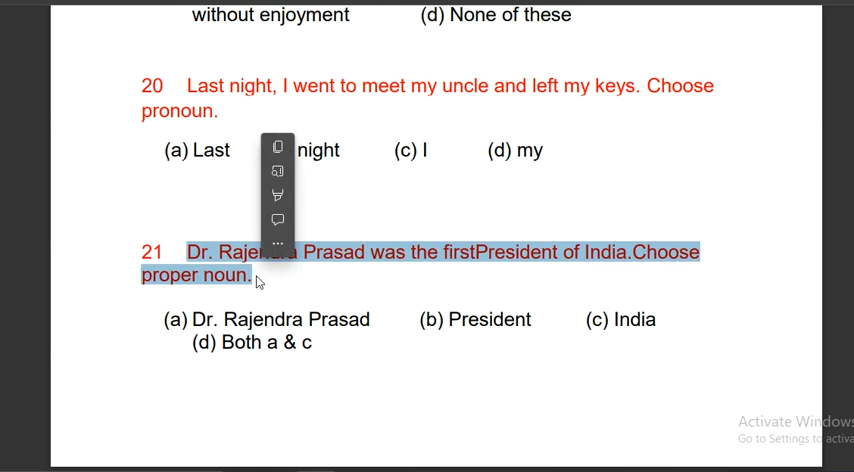 without enjoyment (d) None of these
20 Last night, I went to meet my uncle and left my keys. Choose
pronoun.
(a) Last night (c) I (d) my
21 Dr. Rajendra Prasad was the firstPresident of India.Choose
proper noun.
(a) Dr. Rajendra Prasad (b) President (c) India
(d) Both a & c
Activate Windows
Go to Settings to activa